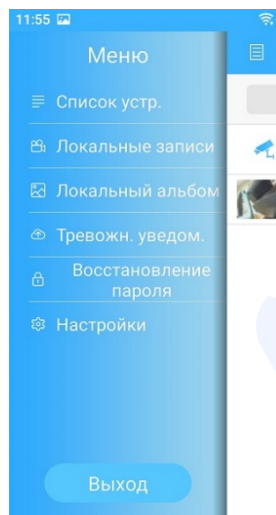 11:55
Меню
Список устр.
Локальные записи
Локальный альбом
Тревожн. уведом.
Восстановление
пароля
Настройки
Выход